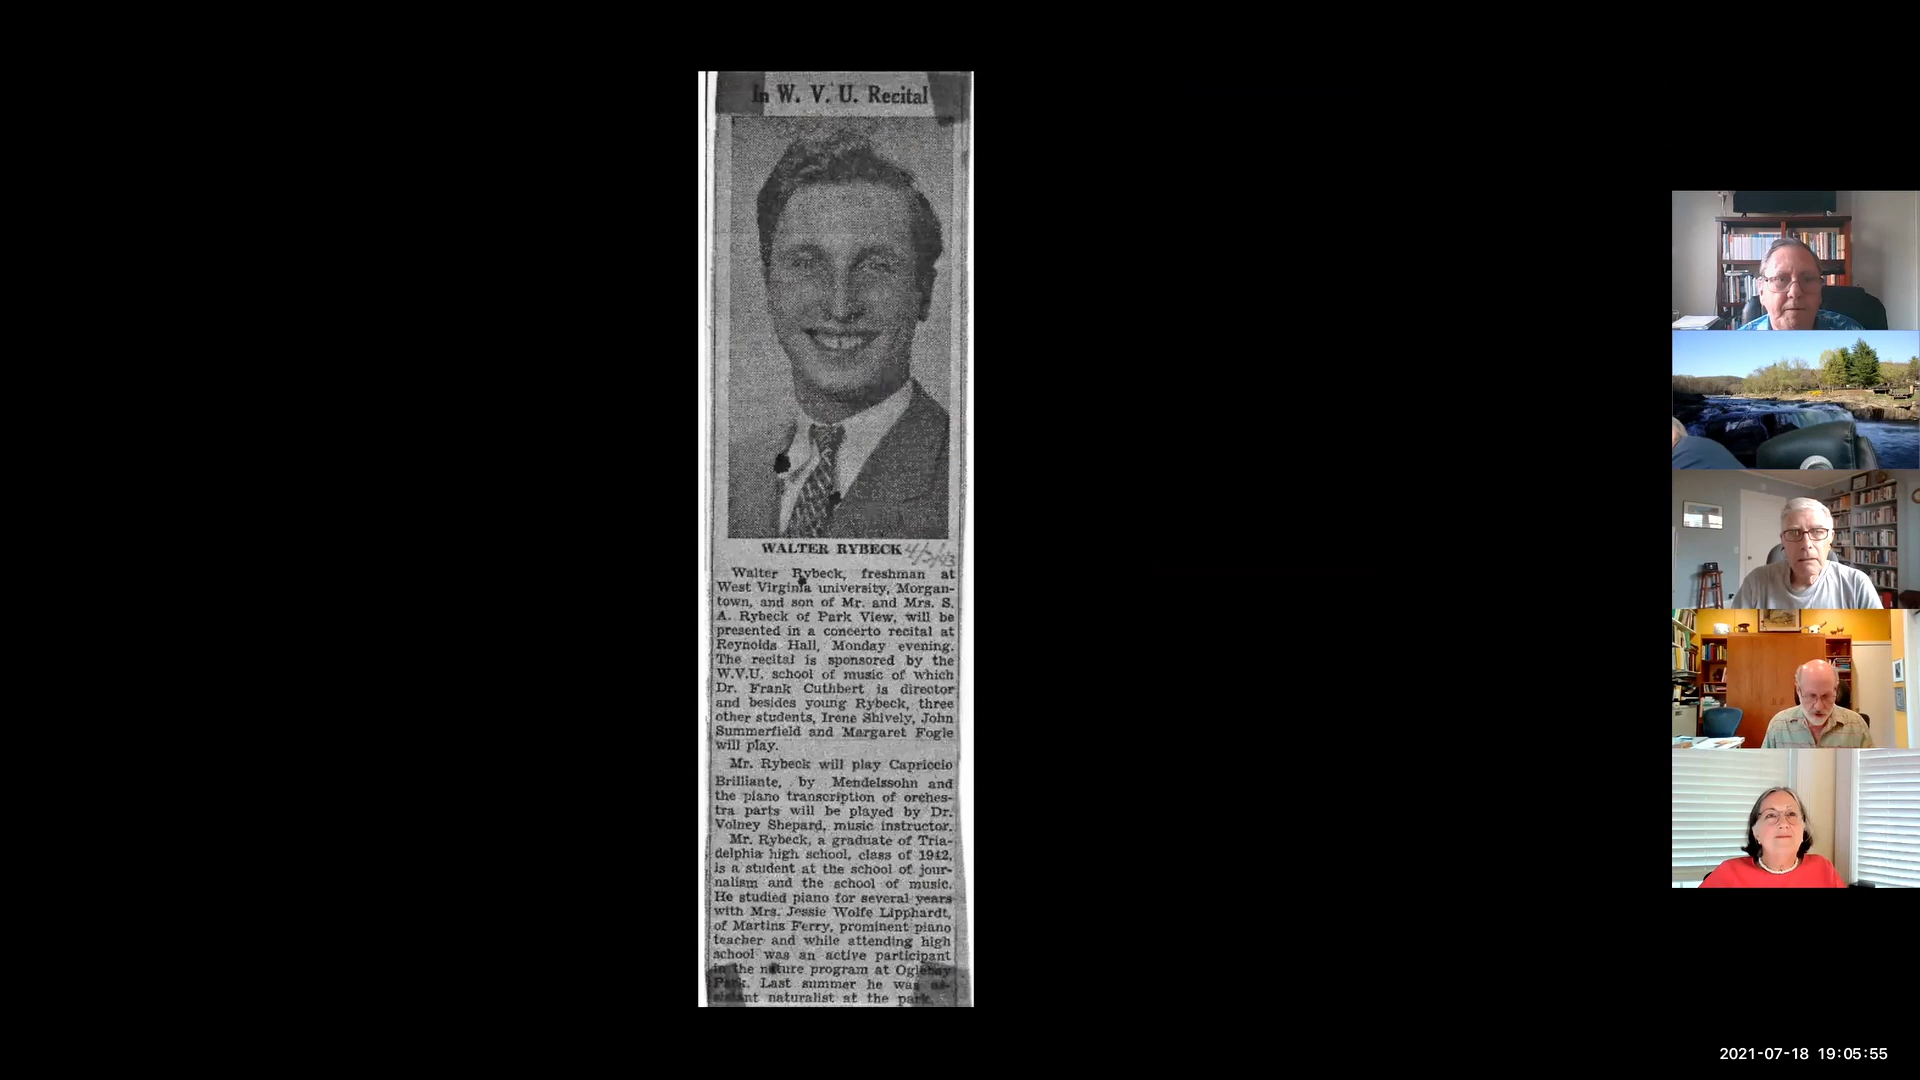 In W. V. U. Recital
WALTER RYBECK 4/3/43
Walter Rybeck, freshman at
West Virginia university, Morgan-
town, and son of Mr. and Mrs. S.
A. Rybeck of Park View, will be
presented in a concerto recital at
Reynolds Hall, Monday evening.
The recital is sponsored by the
W.V.U. school of music of which
Dr. Frank Cuthbert is director
and besides young Rybeck, three
other students, Irene Shively, John
Summerfield and Margaret Fogle
will play.
Mr. Rybeck will play Capriccio
Brilliante, by Mendelssohn and
the piano transcription of orches-
tra parts will be played by Dr.
Volney Shepard, music instructor.
Mr. Rybeck, a graduate of Tria-
delphia high school, class of 1942,
is a student at the school of jour-
nalism and the school of music.
He studied piano for several years
with Mrs. Jessie Wolfe Lipphardt,
of Martins Ferry, prominent piano
teacher and while attending high
school was an active participant
in the nature program at Oglebay
Park. Last summer he was as-
sistant naturalist at the park.
2021-07-18 19:05:55